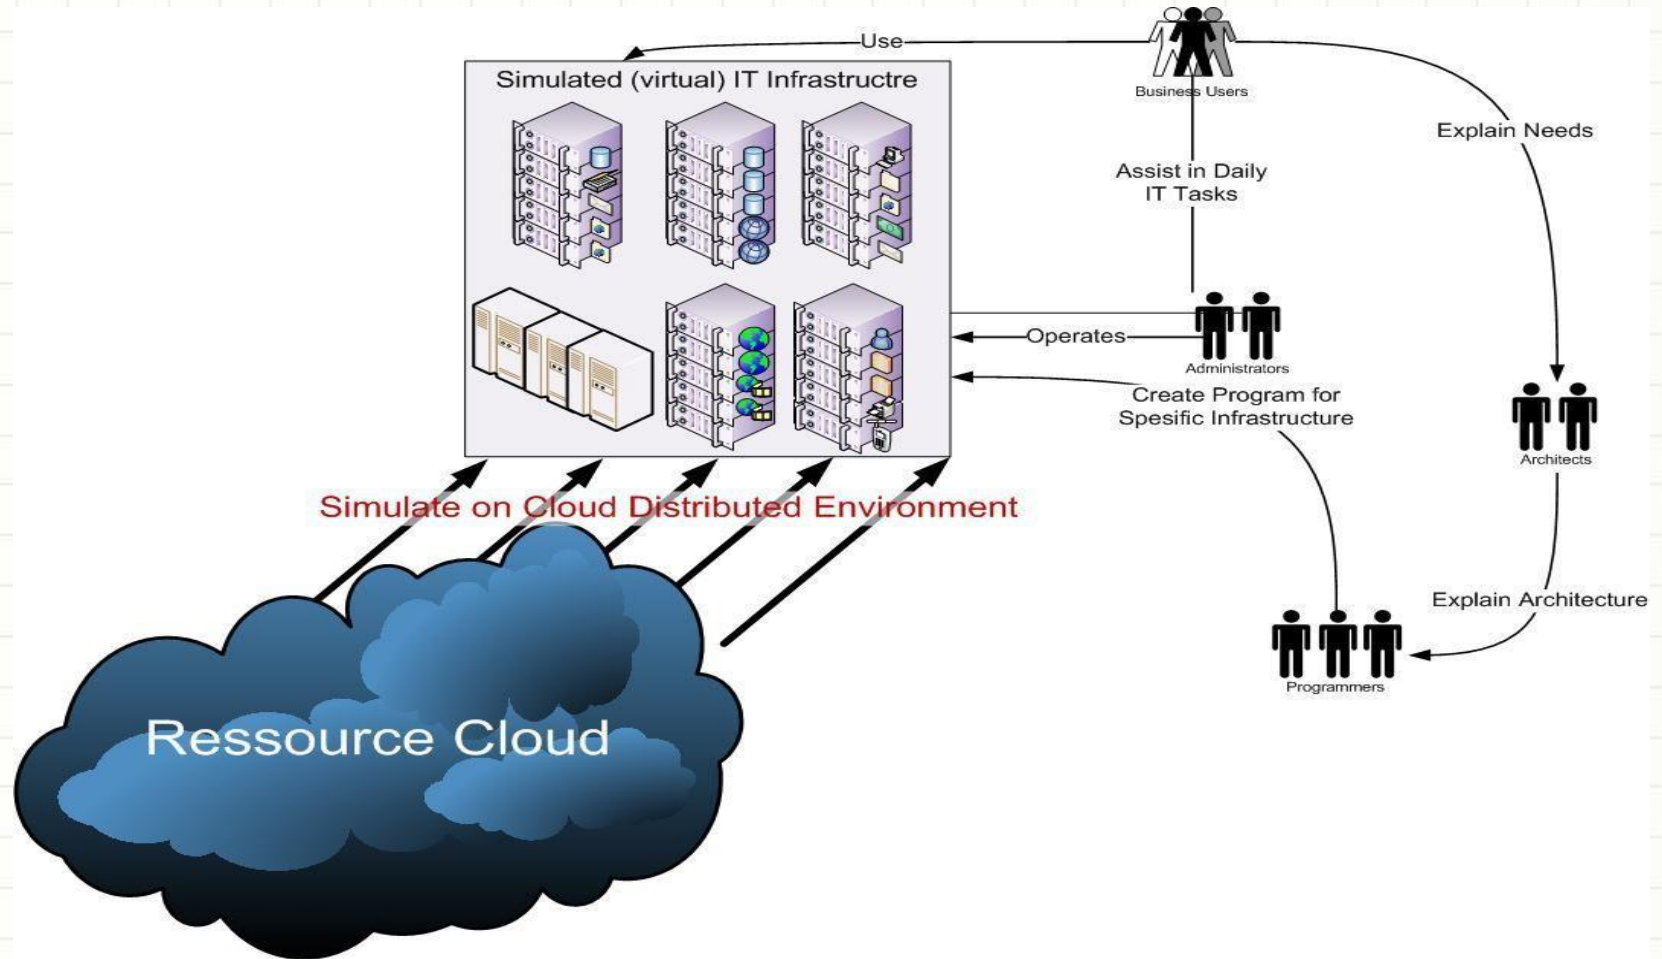 Use
Simulated (virtual) IT Infrastructre
Business Users
Explain Needs
Assist in Daily
IT Tasks
Operates
Administrators
Create Program for
Spesific Infrastructure
Architects
Simulate on Cloud Distributed Environment
Explain Architecture
Programmers
Ressource Cloud